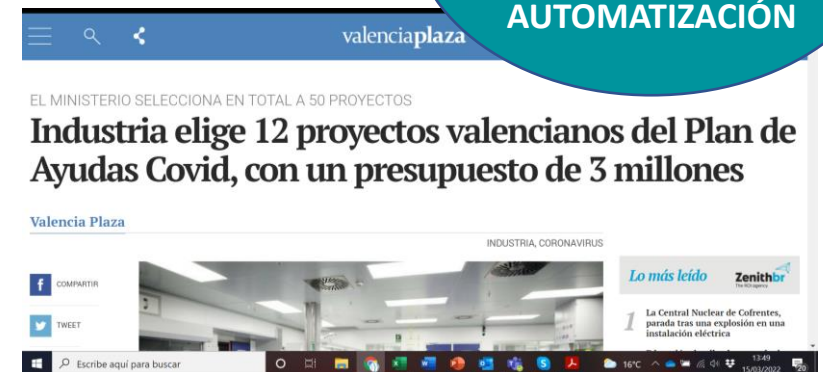 AUTOMATIZACIÓN
valenciaplaza
EL MINISTERIO SELECCIONA EN TOTAL A 50 PROYECTOS
Industria elige 12 proyectos valencianos del Plan de
Ayudas Covid, con un presupuesto de 3 millones
Valencia Plaza
INDUSTRIA, CORONAVIRUS
COMPARTIR
TWEET
Lo más leído
Zenithbr
1
La Central Nuclear de Cofrentes,
parada tras una explosión en una
instalación eléctrica
Escribe aquí para buscar
16°C
13:49
15/03/2022